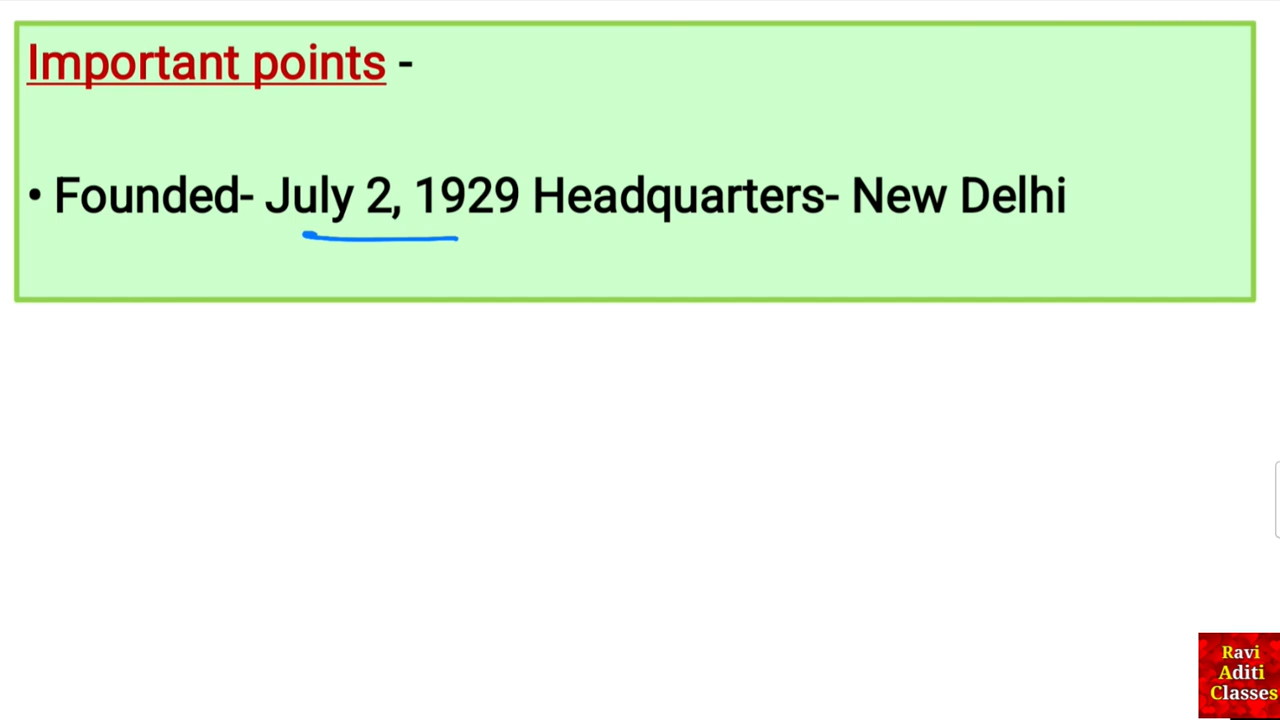 Important points -
• Founded- July 2, 1929 Headquarters- New Delhi
Ravi
Aditi
Classes